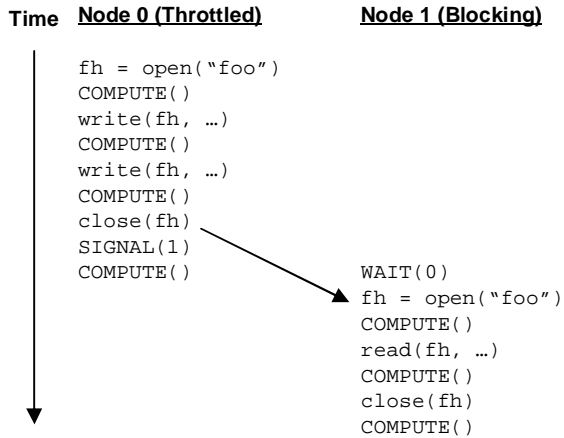 Time Node 0 (Throttled) Node 1 (Blocking)
fh = open(“foo”)
COMPUTE()
write(fh, …)
COMPUTE()
write(fh, …)
COMPUTE()
close(fh)
SIGNAL(1)
COMPUTE() WAIT(0)
fh = open(“foo”)
COMPUTE()
read(fh, …)
COMPUTE()
close(fh)
COMPUTE()